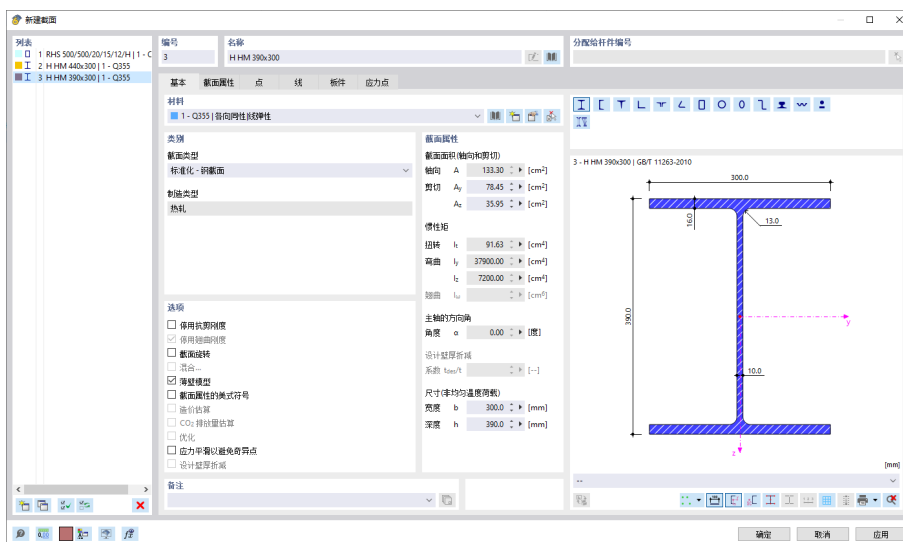 新建截面
列表
1 RHS 500/500/20/15/12/H | 1 - C
2 H HM 440x300 | 1 - Q355
3 H HM 390x300 | 1 - Q355
编号
3
名称
H HM 390x300
分配给杆件编号
基本 截面属性 点 线 板件 应力点
材料
1 - Q355 | 各向同性 | 线弹性
类别
截面类型
标准化 - 钢截面
制造类型
热轧
选项
停用抗剪刚度
停用翘曲刚度
截面旋转
混合...
薄壁模型
截面属性的美式符号
造价估算
CO2 排放量估算
优化
应力平滑以避免奇异点
设计壁厚折减
截面属性
截面面积(轴向和剪切)
轴向 A 133.30 [cm2]
剪切 Ay 78.45 [cm2]
Az 35.95 [cm2]
惯性矩
扭转 It 91.63 [cm4]
弯曲 Iy 37900.00 [cm4]
Iz 7200.00 [cm4]
翘曲 Iω [cm6]
主轴的方向角
角度 α 0.00 [度]
设计壁厚折减
系数 tdes/t [--]
尺寸(非均匀温度荷载)
宽度 b 300.0 [mm]
深度 h 390.0 [mm]
备注
3 - H HM 390x300 | GB/T 11263-2010
300.0
16.0
13.0
390.0
y
10.0
z
[mm]
--
确定 取消 应用